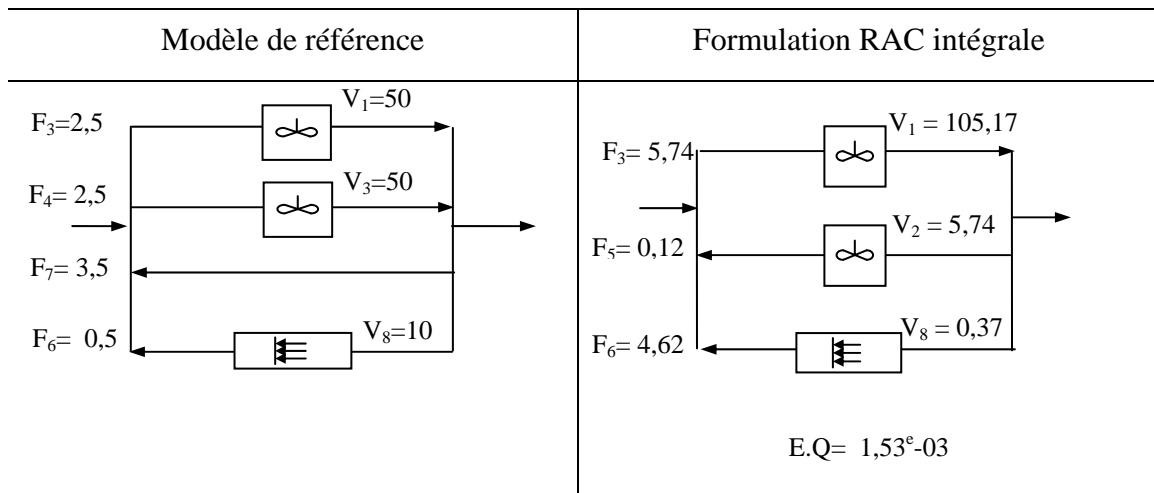 Modèle de référence
Formulation RAC intégrale
F₃=2,5
V₁=50
F₄= 2,5
V₃=50
F₇= 3,5
F₆= 0,5
V₈=10
F₃= 5,74
V₁ = 105,17
V₂ = 5,74
F₅= 0,12
V₈ = 0,37
F₆= 4,62
E.Q= 1,53ᵉ-03